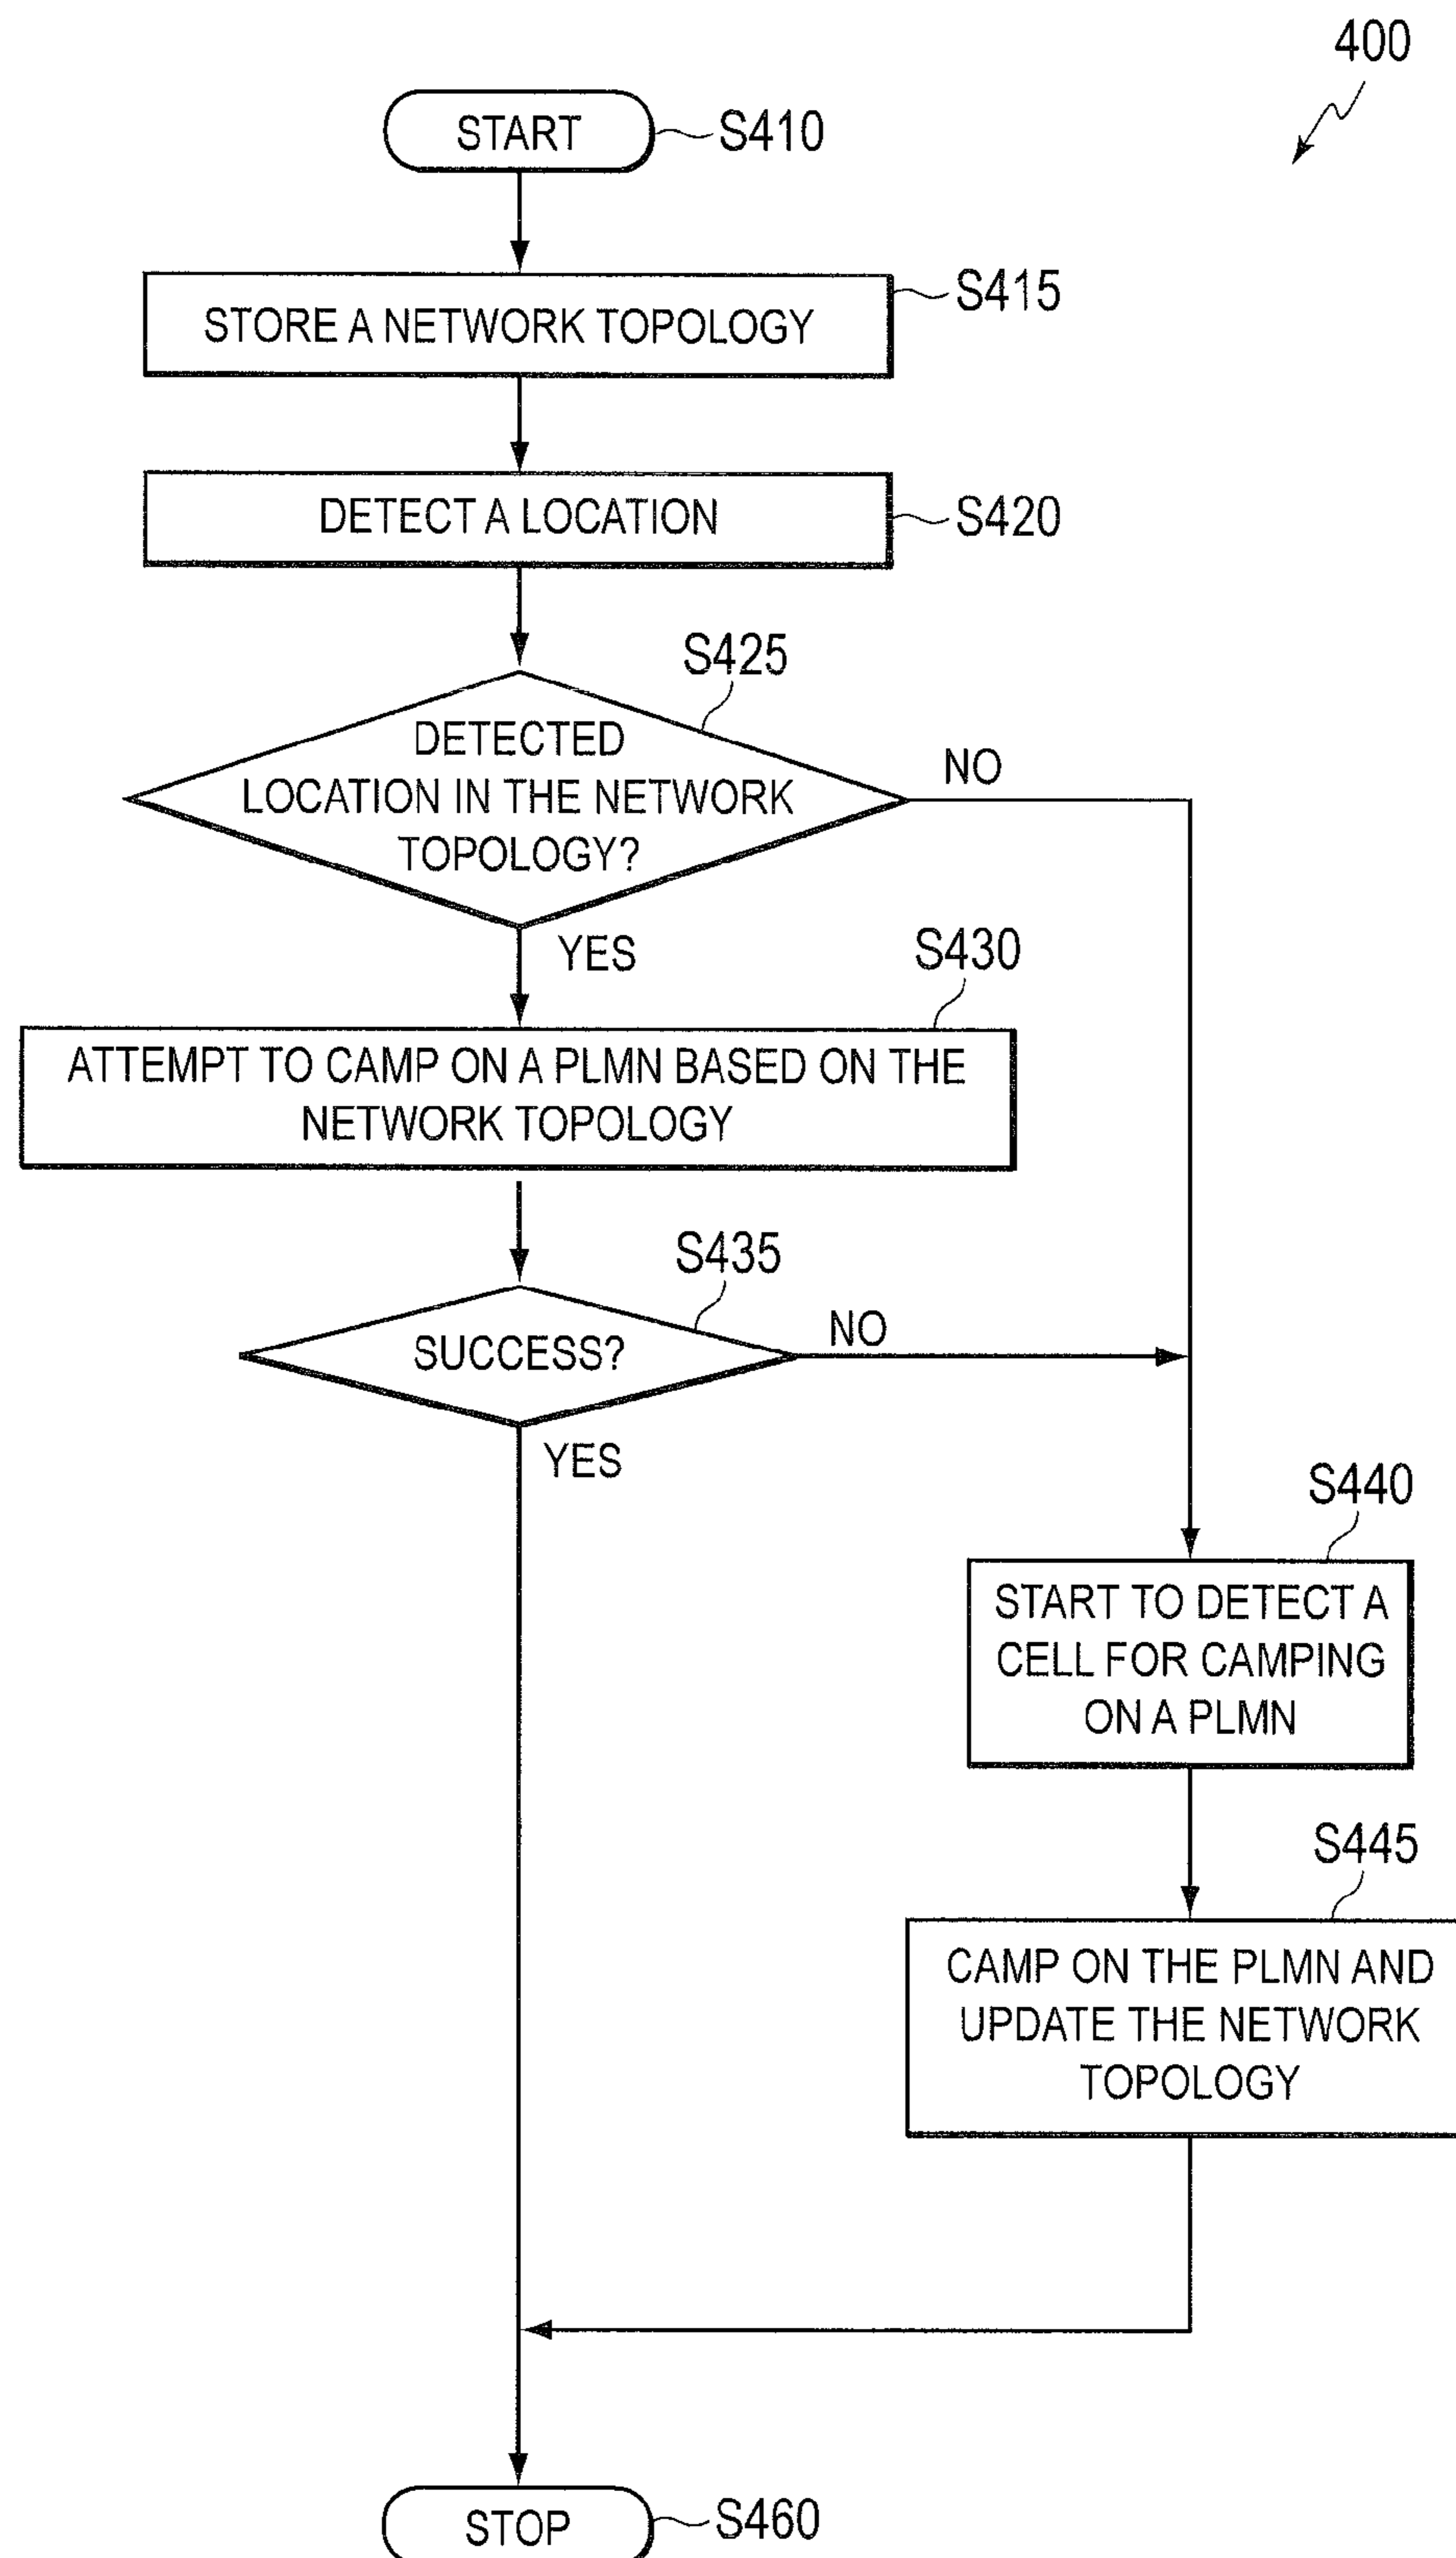 400
START
S410
STORE A NETWORK TOPOLOGY
S415
DETECT A LOCATION
S420
S425
DETECTED
LOCATION IN THE NETWORK
TOPOLOGY?
NO
YES
S430
ATTEMPT TO CAMP ON A PLMN BASED ON THE
NETWORK TOPOLOGY
S435
SUCCESS?
NO
YES
S440
START TO DETECT A
CELL FOR CAMPING
ON A PLMN
S445
CAMP ON THE PLMN AND
UPDATE THE NETWORK
TOPOLOGY
STOP
S460